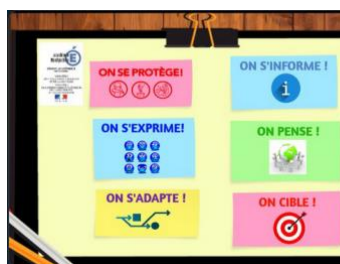 ON SE PROTÈGE!
ON S'INFORME !
i
ON S'EXPRIME!
ON PENSE !
ON S'ADAPTE !
ON CIBLE !